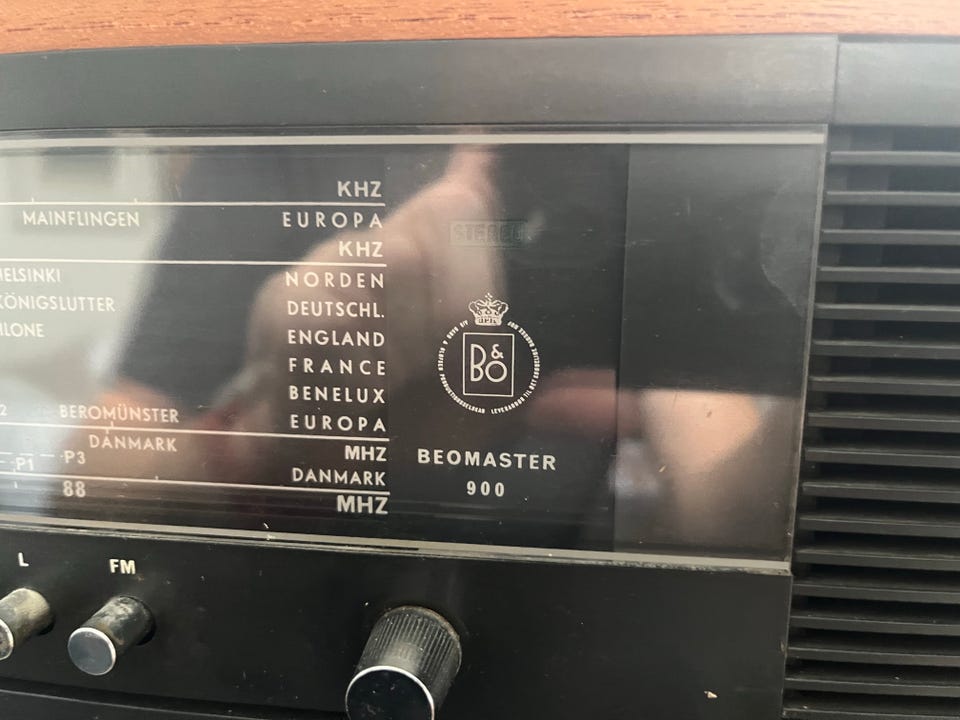 KHZ
MAINFLINGEN EUROPA
KHZ
STEREO
NORDEN
KÖNIGSLUTTER DEUTSCHL.
ENGLAND
FRANCE
BENELUX
BEROMÜNSTER EUROPA
DANMARK MHZ
P1 P3 DANMARK
88 MHZ
B&O
BEOMASTER
900
L FM